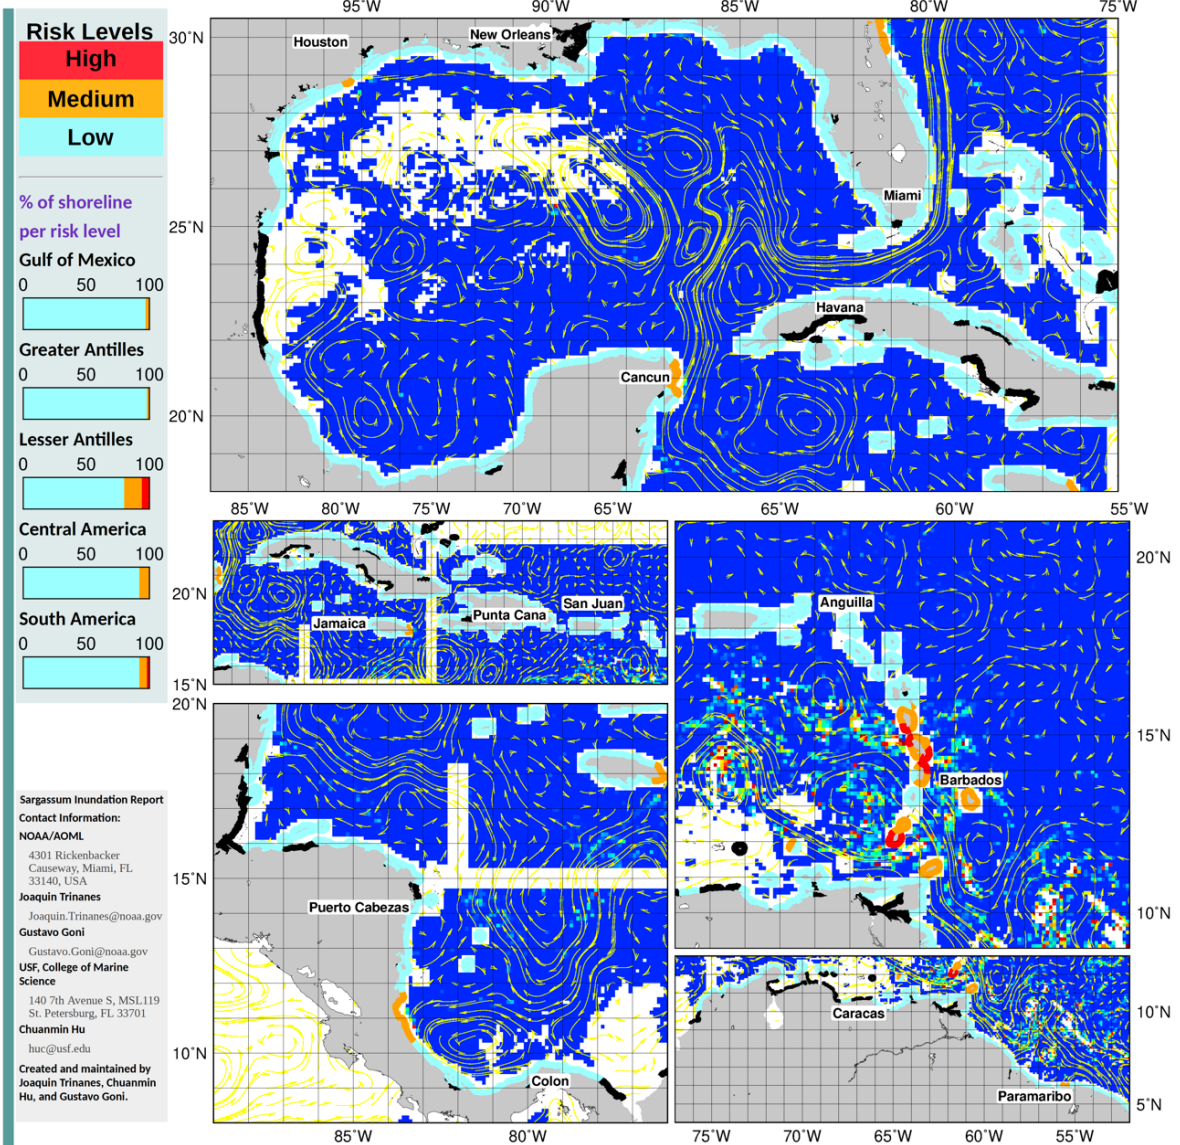 Risk Levels
High
Medium
Low
% of shoreline
per risk level
Gulf of Mexico
0 50 100
Greater Antilles
0 50 100
Lesser Antilles
0 50 100
Central America
0 50 100
South America
0 50 100
Sargassum Inundation Report
Contact Information:
NOAA/AOML
4301 Rickenbacker
Causeway, Miami, FL
33140, USA
Joaquin Trinanes
Joaquin.Trinanes@noaa.gov
Gustavo Goni
Gustavo.Goni@noaa.gov
USF, College of Marine
Science
140 7th Avenue S, MSL119
St. Petersburg, FL 33701
Chuanmin Hu
huc@usf.edu
Created and maintained by
Joaquin Trinanes, Chuanmin
Hu, and Gustavo Goni.
95°W 90°W 85°W 80°W 75°W
30°N
25°N
20°N
Houston
New Orleans
Miami
Havana
Cancun
85°W 80°W 75°W 70°W 65°W
20°N
15°N
Jamaica
Punta Cana
San Juan
20°N
15°N
10°N
Puerto Cabezas
Colon
85°W 80°W
65°W 60°W 55°W
20°N
15°N
10°N
Anguilla
Barbados
10°N
5°N
Caracas
Paramaribo
75°W 70°W 65°W 60°W 55°W